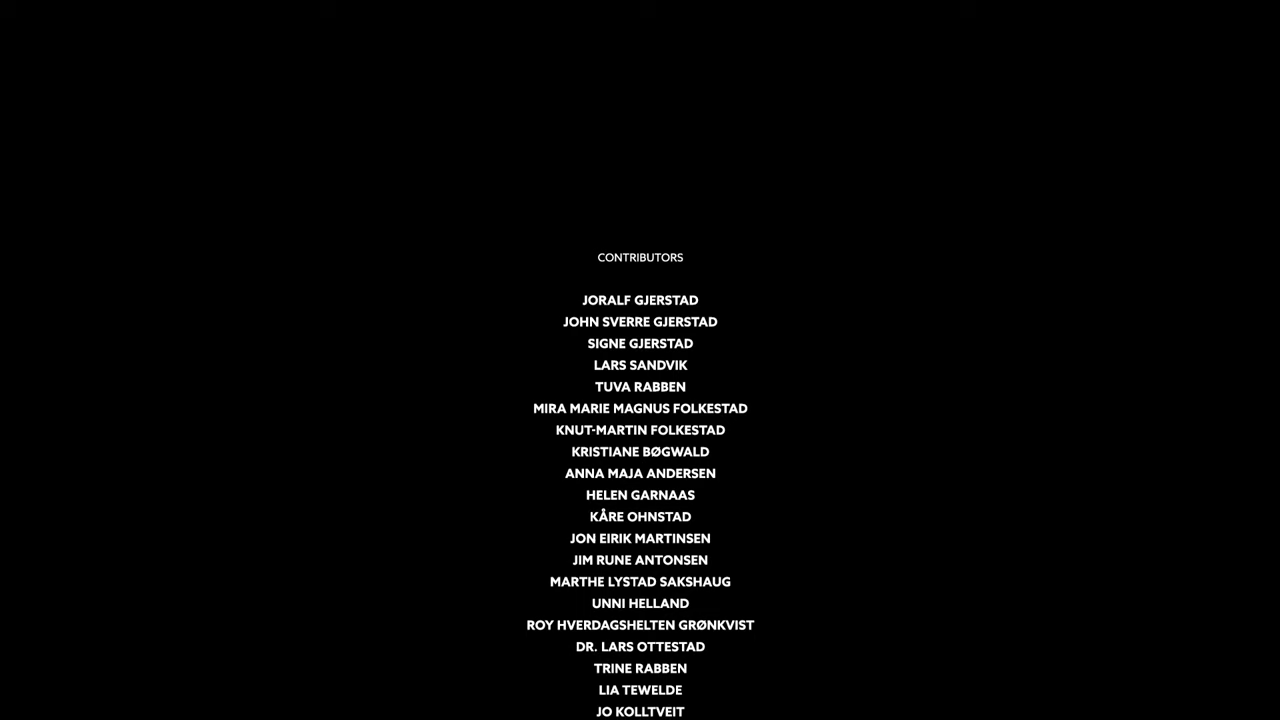 CONTRIBUTORS
JORALF GJERSTAD
JOHN SVERRE GJERSTAD
SIGNE GJERSTAD
LARS SANDVIK
TUVA RABBEN
MIRA MARIE MAGNUS FOLKESTAD
KNUT-MARTIN FOLKESTAD
KRISTIANE BØGWALD
ANNA MAJA ANDERSEN
HELEN GARNAAS
KÅRE OHNSTAD
JON EIRIK MARTINSEN
JIM RUNE ANTONSEN
MARTHE LYSTAD SAKSHAUG
UNNI HELLAND
ROY HVERDAGSHELTEN GRØNKVIST
DR. LARS OTTESTAD
TRINE RABBEN
LIA TEWELDE
JO KOLLTVEIT